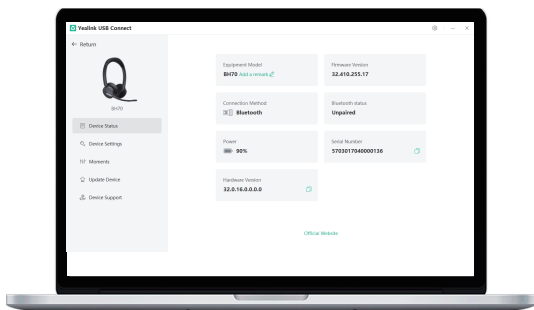 Yealink USB Connect
Return
BH70
Device Status
Device Settings
Moments
Update Device
Device Support
Equipment Model
BH70 Add a remark
Firmware Version
32.410.255.17
Connection Method
Bluetooth
Bluetooth status
Unpaired
Power
90%
Serial Number
5703017040000136
Hardware Version
32.0.16.0.0.0.0
Official Website